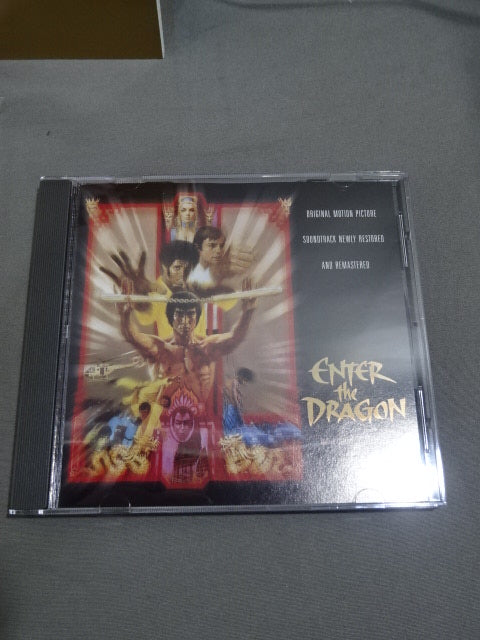 ORIGINAL MOTION PICTURE
SOUNDTRACK NEWLY RESTORED
AND REMASTERED
ENTER
the
DRAGON